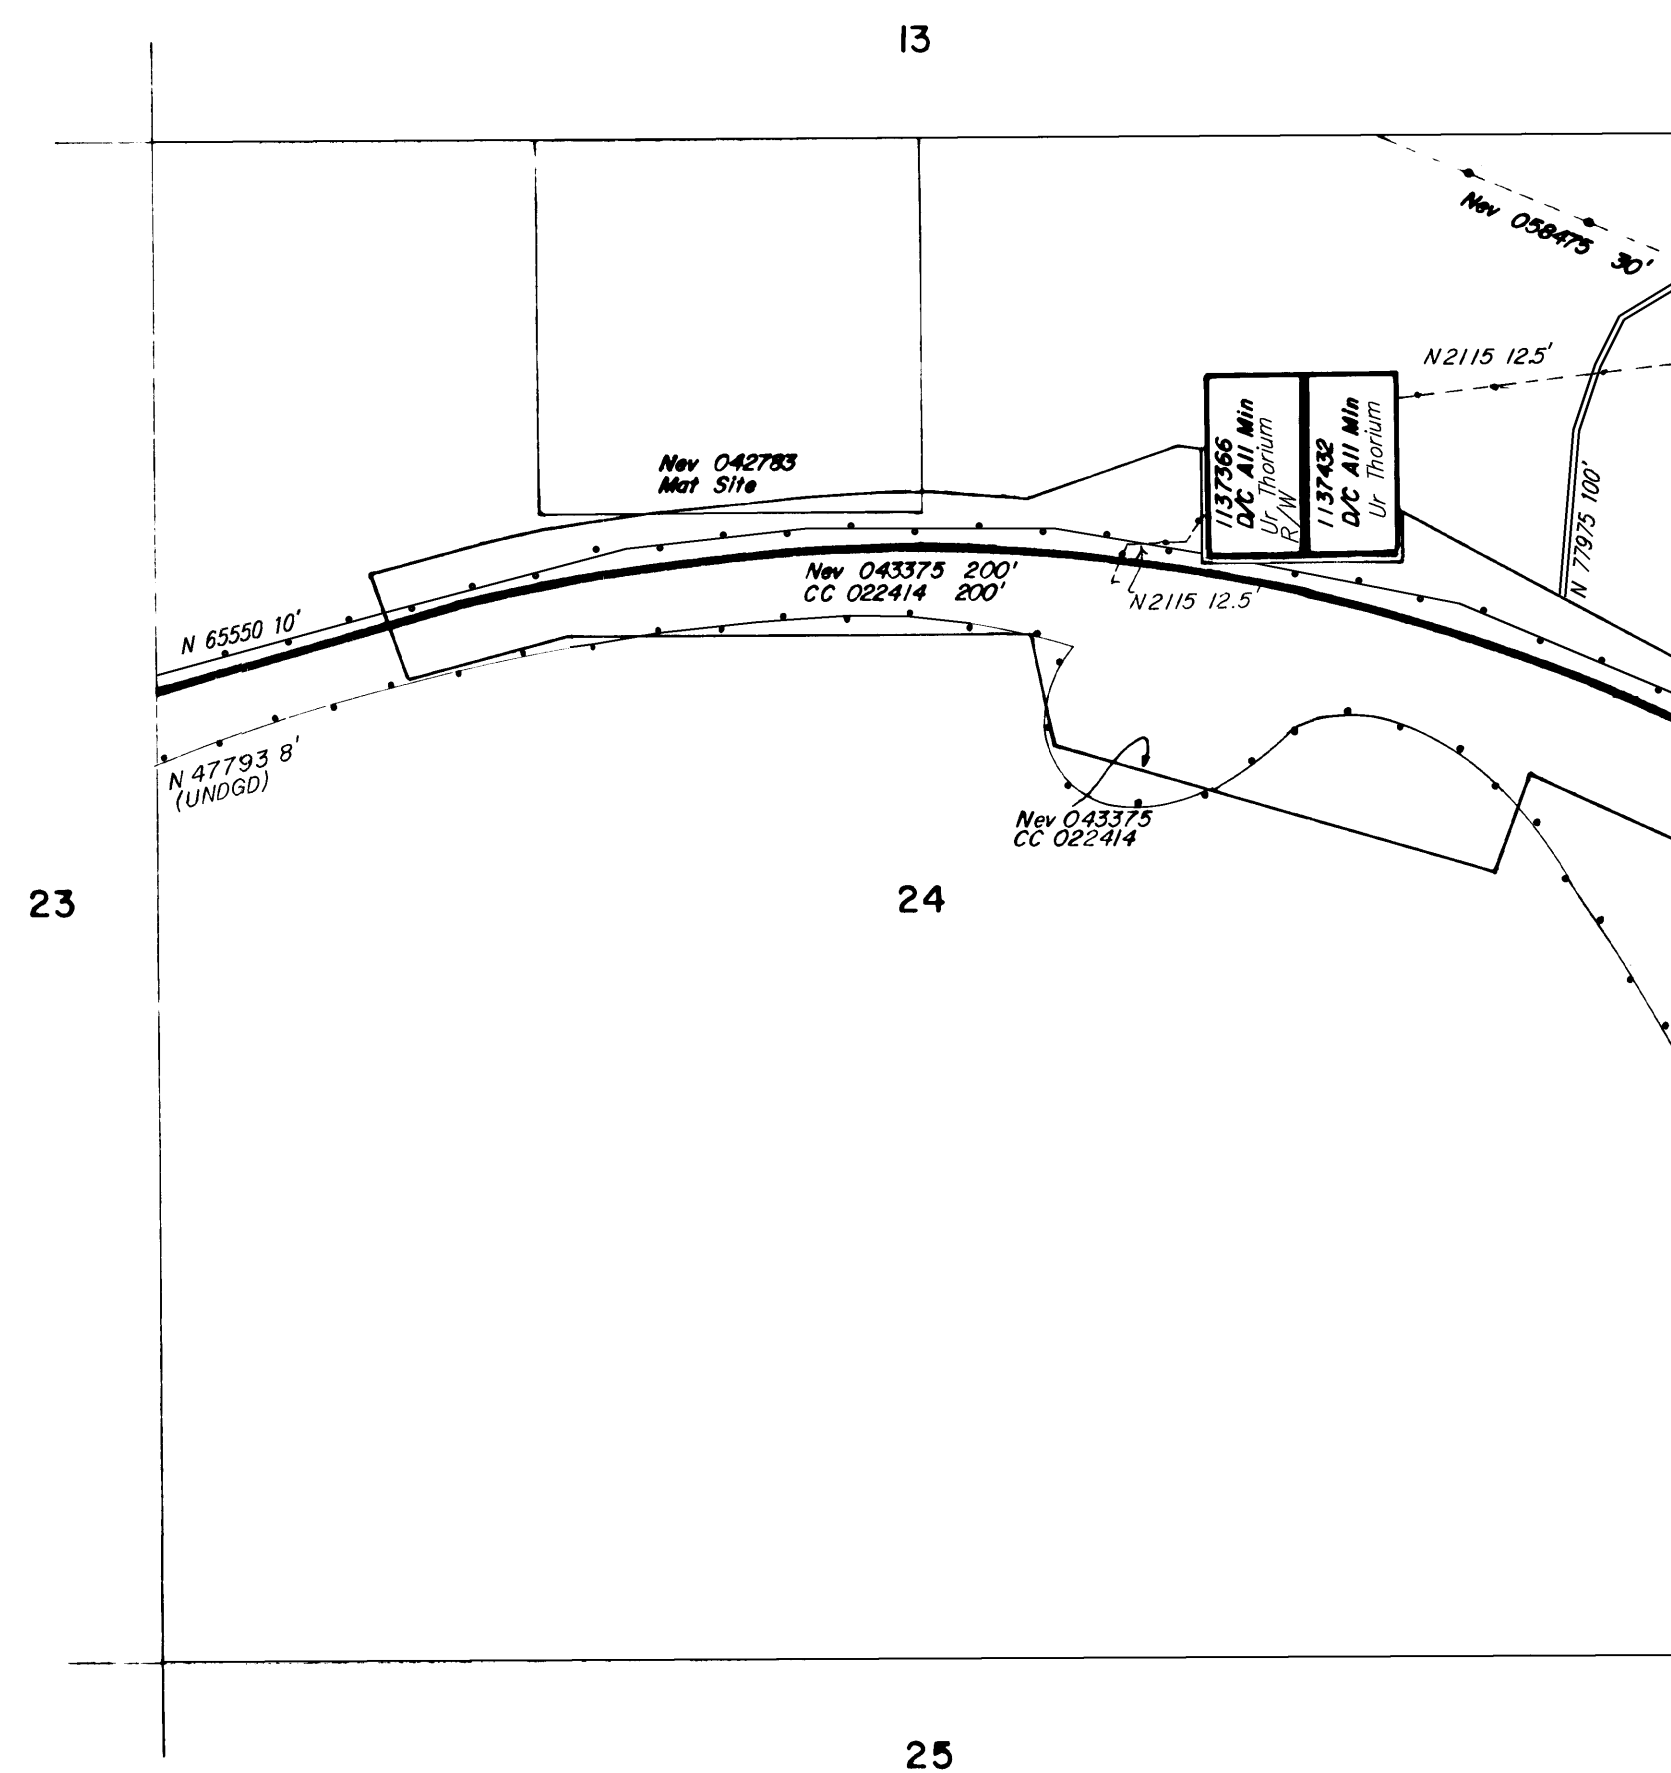 13
Nev 058475 30'
N2115 12.5'
1137366
D/C All Min
Ur Thorium
R/W
1137432
D/C All Min
Ur Thorium
N 77975 100'
Nev 042783
Mat Site
Nev 043375 200'
CC 022414 200'
N2115 12.5'
N 65550 10'
N 47793 8'
(UNDGD)
Nev 043375
CC 022414
23
24
25